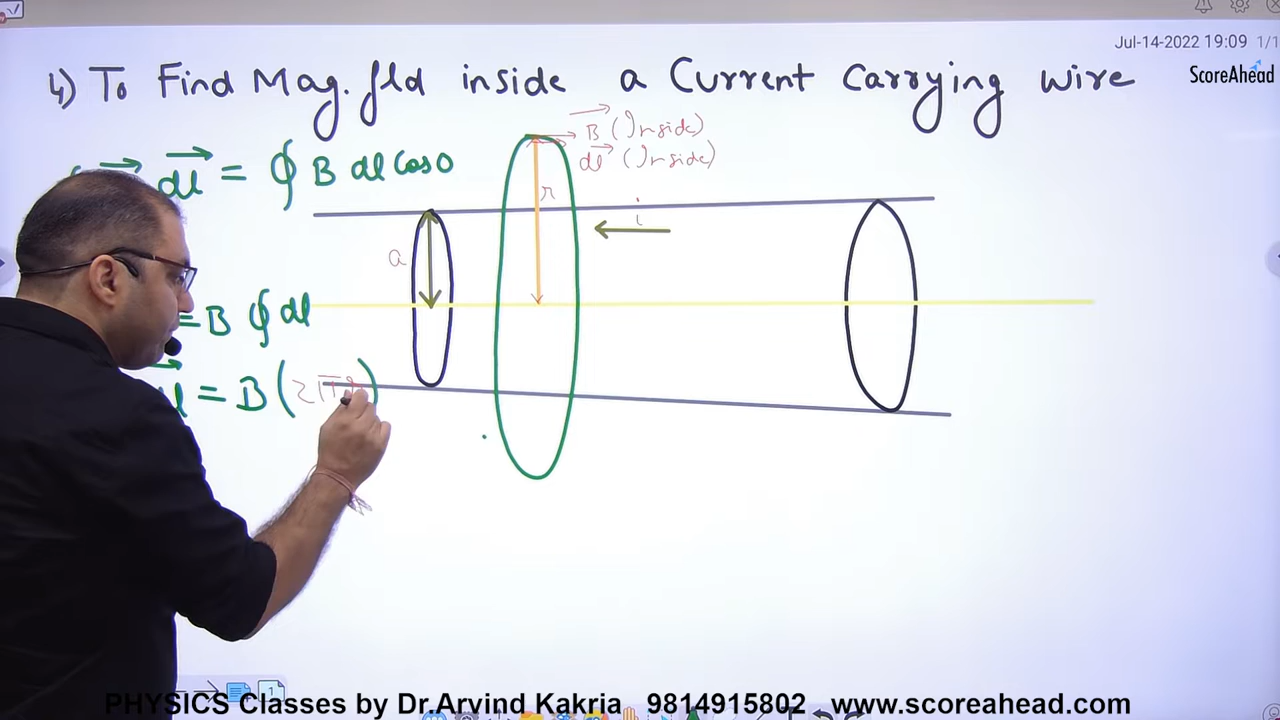 Jul-14-2022 19:09 1/1
4) To Find Mag. fld inside a Current Carrying wire
ScoreAhead
B (Inside)
dl = ∮ B dl Cos0
dl (Inside)
r
i
a
= B ∮ dl
l = B (2π
1
PHYSICS Classes by Dr.Arvind Kakria 9814915802 www.scoreahead.com